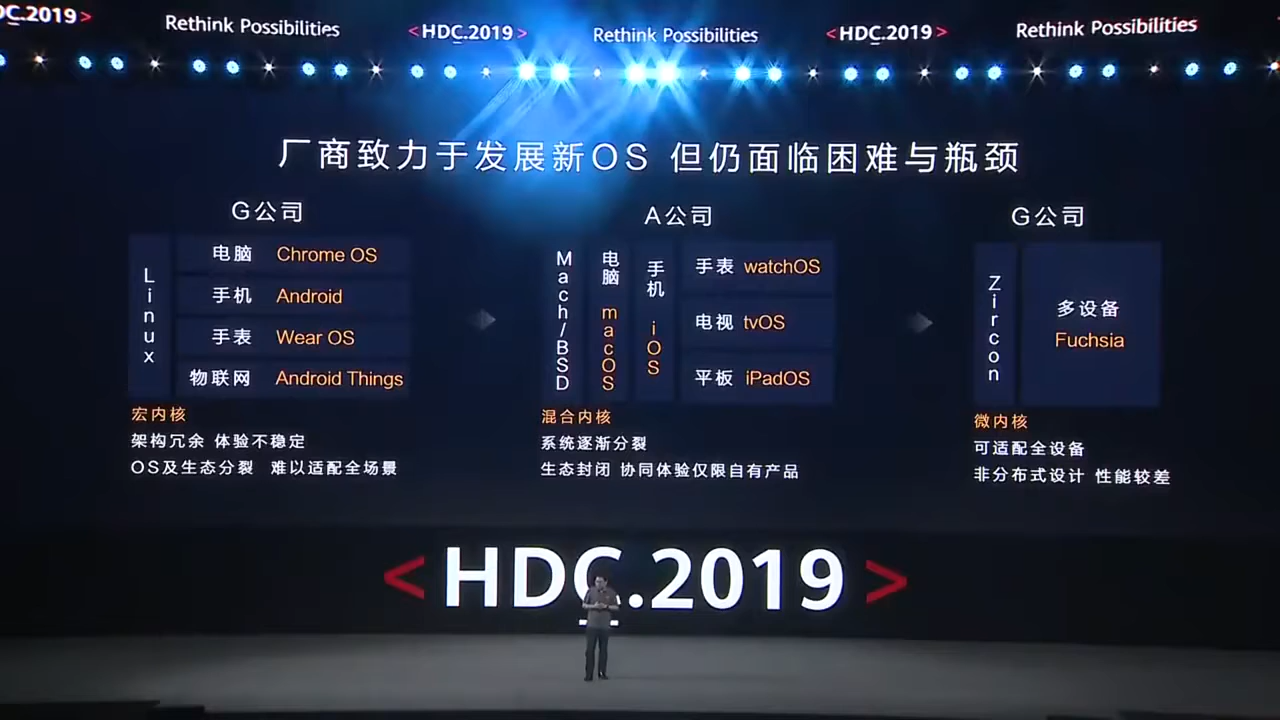 DC.2019>
Rethink Possibilities
<HDC.2019>
Rethink Possibilities
<HDC.2019>
Rethink Possibilities
厂商致力于发展新OS 但仍面临困难与瓶颈
G公司
Linux
电脑 Chrome OS
手机 Android
手表 Wear OS
物联网 Android Things
宏内核
架构冗余 体验不稳定
OS及生态分裂 难以适配全场景
A公司
Mach/BSD
电脑 macOS
手机 iOS
手表 watchOS
电视 tvOS
平板 iPadOS
混合内核
系统逐渐分裂
生态封闭 协同体验仅限自有产品
G公司
Zircon
多设备
Fuchsia
微内核
可适配全设备
非分布式设计 性能较差
<HDC.2019>